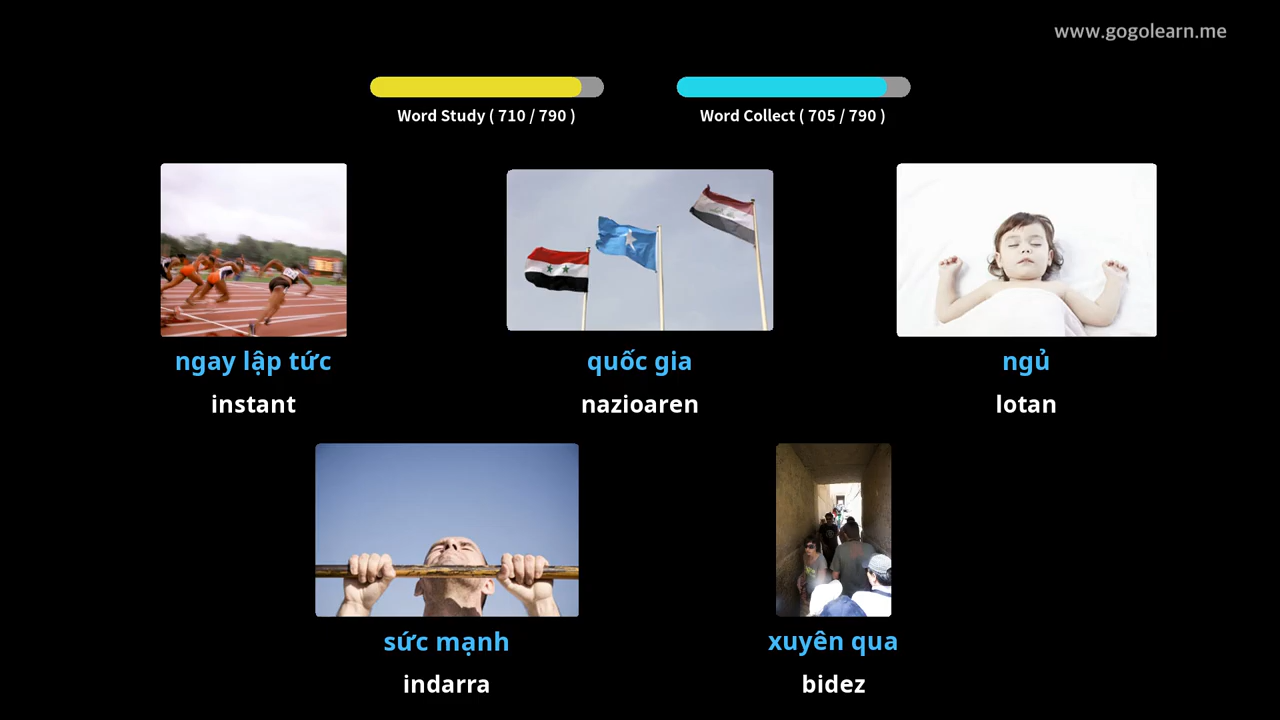 www.gogolearn.me
Word Study ( 710 / 790 )
Word Collect ( 705 / 790 )
ngay lập tức
instant
quốc gia
nazioaren
ngủ
lotan
sức mạnh
indarra
xuyên qua
bidez